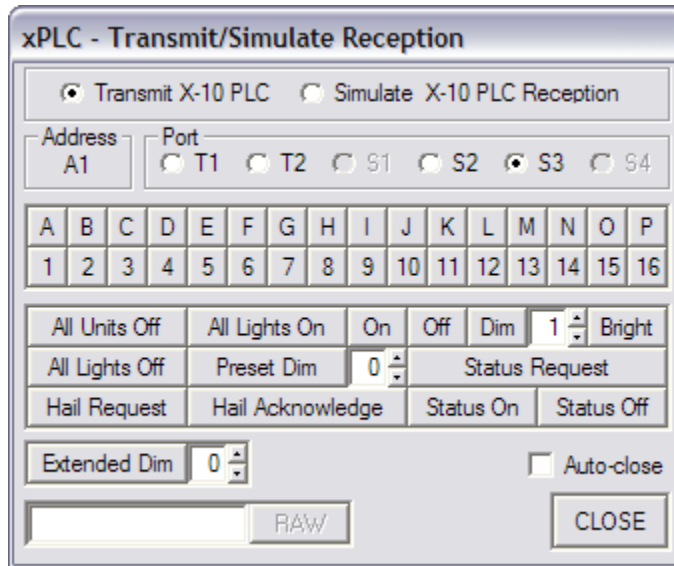 xPLC - Transmit/Simulate Reception
Transmit X-10 PLC Simulate X-10 PLC Reception
Address Port
A1 T1 T2 S1 S2 S3 S4
A B C D E F G H I J K L M N O P
1 2 3 4 5 6 7 8 9 10 11 12 13 14 15 16
All Units Off All Lights On On Off Dim 1 Bright
All Lights Off Preset Dim 0 Status Request
Hail Request Hail Acknowledge Status On Status Off
Extended Dim 0 Auto-close
RAW CLOSE